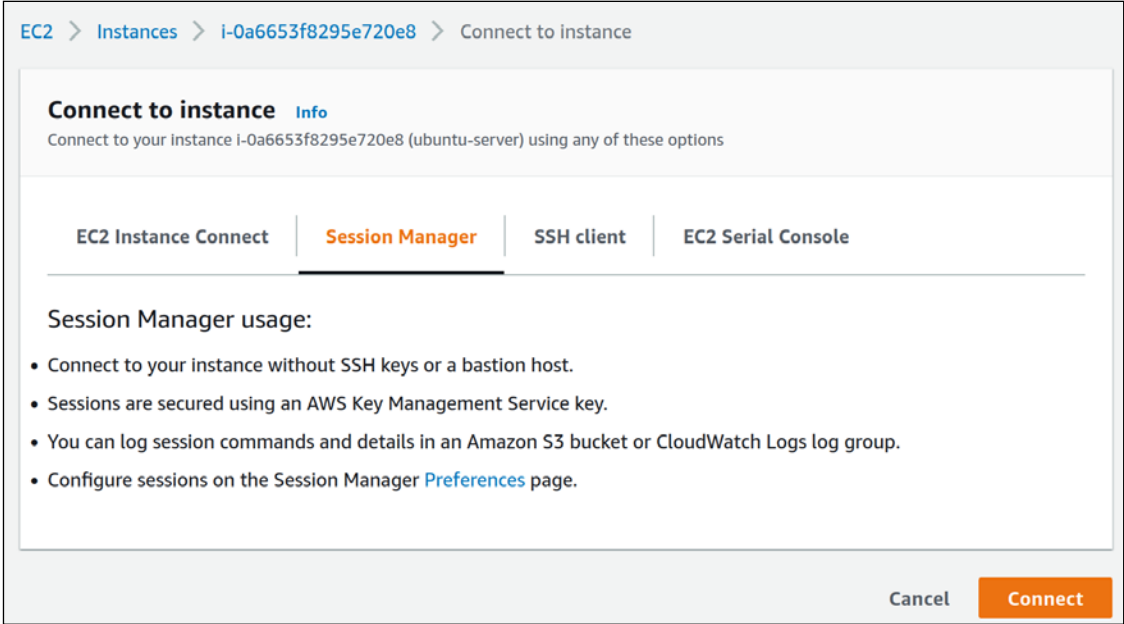 EC2 > Instances > i-0a6653f8295e720e8 > Connect to instance
Connect to instance Info
Connect to your instance i-0a6653f8295e720e8 (ubuntu-server) using any of these options
EC2 Instance Connect Session Manager SSH client EC2 Serial Console
Session Manager usage:
• Connect to your instance without SSH keys or a bastion host.
• Sessions are secured using an AWS Key Management Service key.
• You can log session commands and details in an Amazon S3 bucket or CloudWatch Logs log group.
• Configure sessions on the Session Manager Preferences page.
Cancel Connect